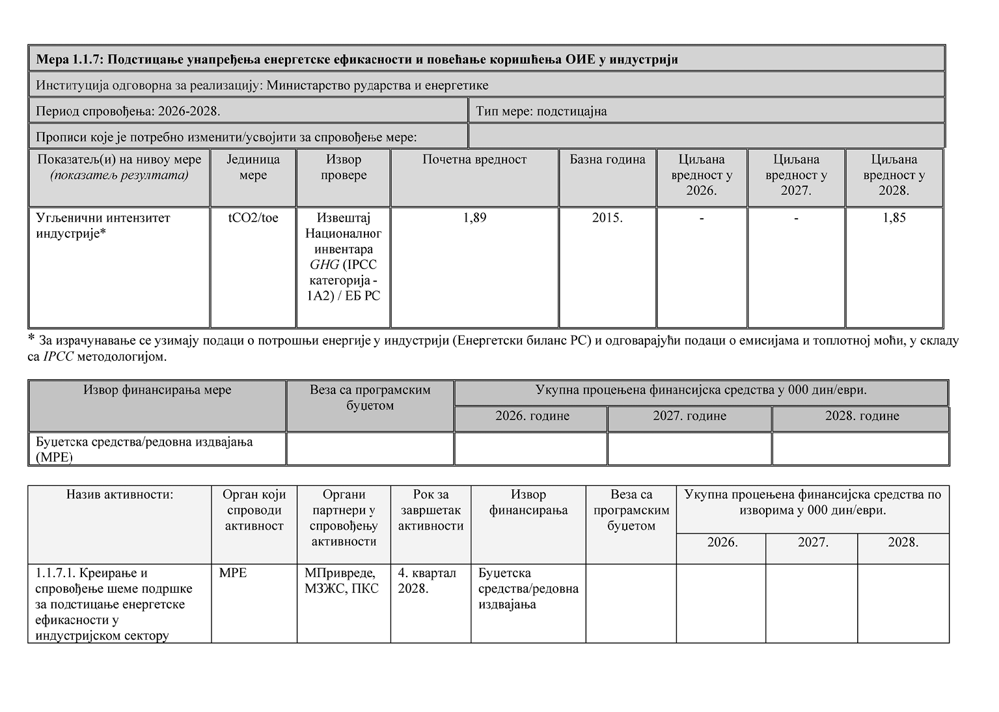 Мера 1.1.7: Подстицање унапређења енергетске ефикасности и повећање коришћења ОИЕ у индустрији
Институција одговорна за реализацију: Министарство рударства и енергетике
Период спровођења: 2026-2028.
Тип мере: подстицајна
Прописи које је потребно изменити/усвојити за спровођење мере:
Показатељ(и) на нивоу мере
(показатељ резултата)
Јединица
мере
Извор
провере
Почетна вредност
Базна година
Циљана
вредност у
2026.
Циљана
вредност у
2027.
Циљана
вредност у
2028.
Угљенични интензитет
индустрије*
tCO2/toe
Извештај
Националног
инвентара
GHG (IPCC
категорија -
1A2) / ЕБ РС
1,89
2015.
-
-
1,85
* За израчунавање се узимају подаци о потрошњи енергије у индустрији (Енергетски биланс РС) и одговарајући подаци о емисијама и топлотној моћи, у складу
са IPCC методологијом.
Извор финансирања мере
Веза са програмским
буџетом
Укупна процењена финансијска средства у 000 дин/еври.
2026. године
2027. године
2028. године
Буџетска средства/редовна издвајања
(МРЕ)
Назив активности:
Орган који
спроводи
активност
Органи
партнери у
спровођењу
активности
Рок за
завршетак
активности
Извор
финансирања
Веза са
програмским
буџетом
Укупна процењена финансијска средства по
изворима у 000 дин/еври.
2026.
2027.
2028.
1.1.7.1. Креирање и
спровођење шеме подршке
за подстицање енергетске
ефикасности у
индустријском сектору
МРЕ
МПривреде,
МЗЖС, ПКС
4. квартал
2028.
Буџетска
средства/редовна
издвајања